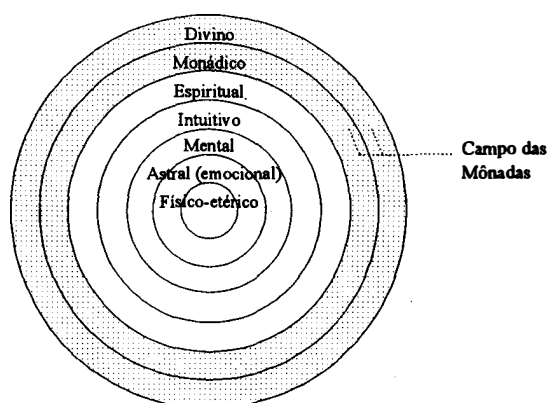 Divino
Monádico
Espiritual
Intuitivo
Mental
Astral (emocional)
Físico-etérico
Campo das
Mônadas